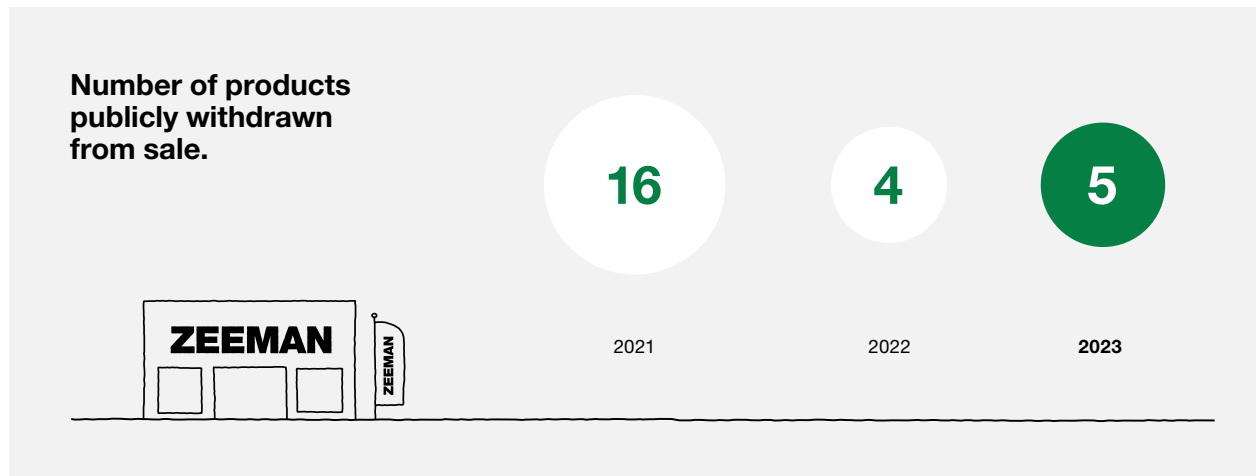 Number of products
publicly withdrawn
from sale.
16
4
5
ZEEMAN
ZEEMAN
2021
2022
2023